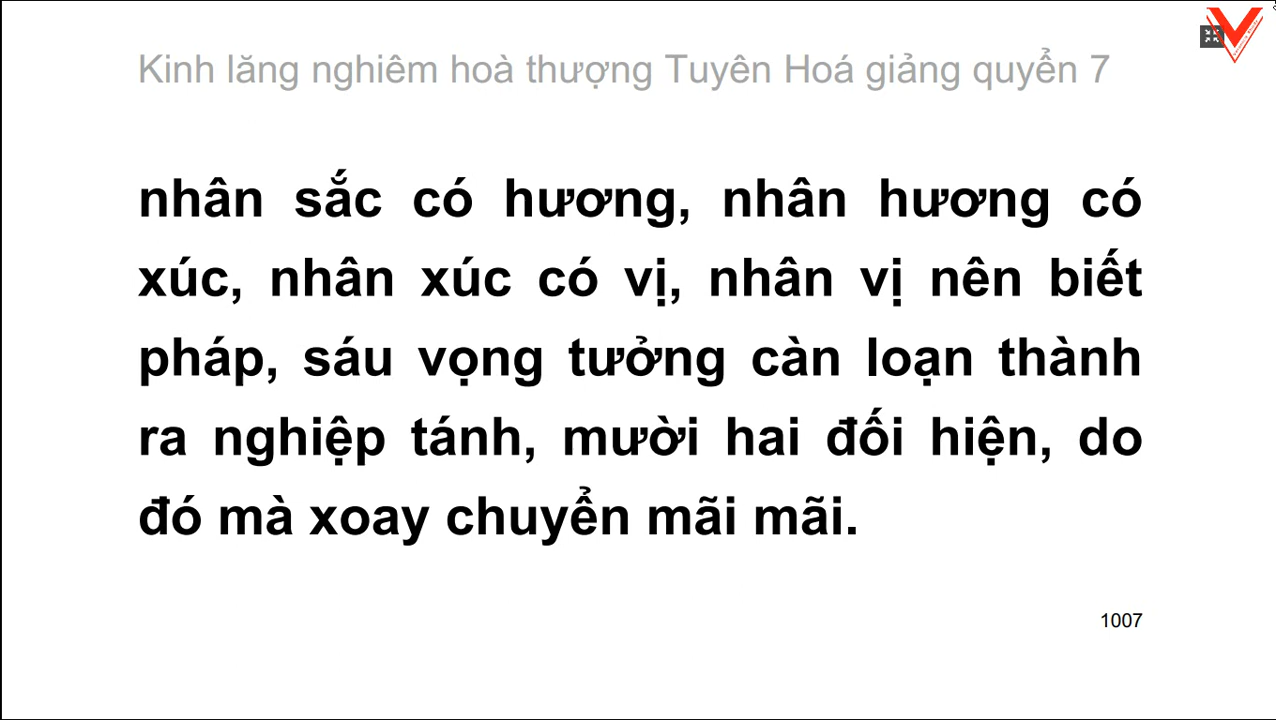 Kinh lăng nghiêm hoà thượng Tuyên Hoá giảng quyển 7
nhân sắc có hương, nhân hương có
xúc, nhân xúc có vị, nhân vị nên biết
pháp, sáu vọng tưởng càn loạn thành
ra nghiệp tánh, mười hai đối hiện, do
đó mà xoay chuyển mãi mãi.
1007